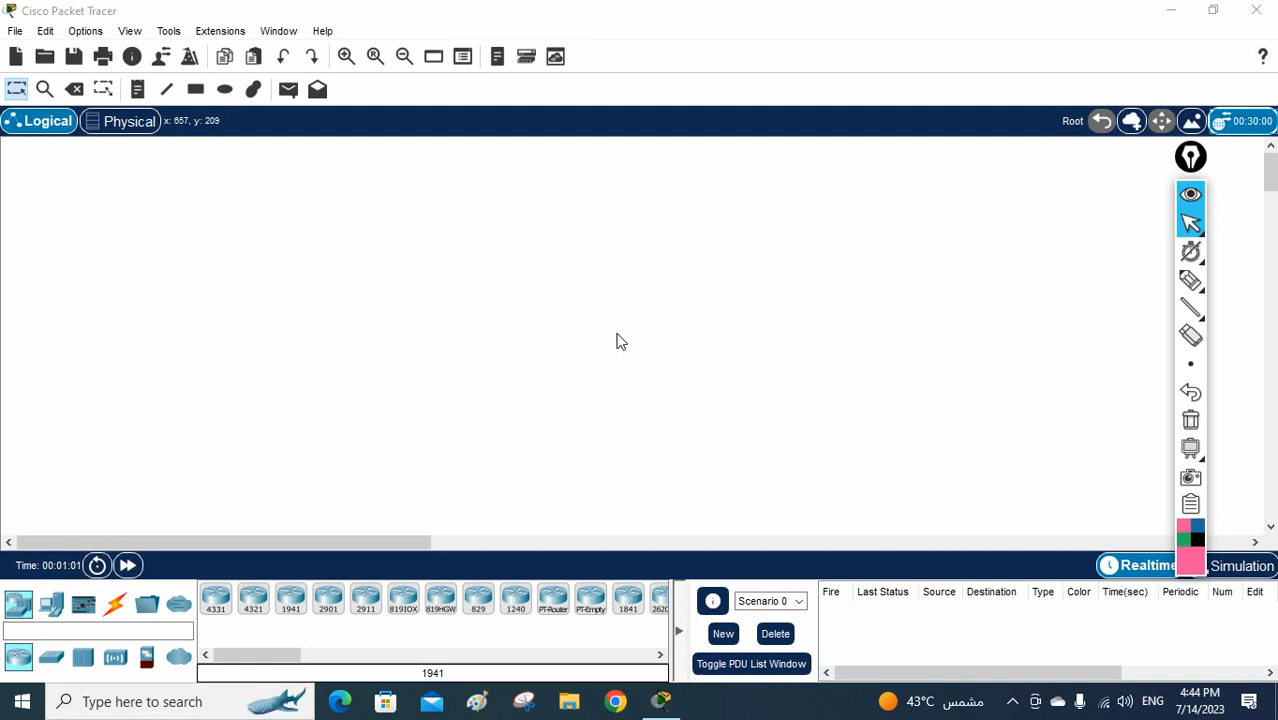 Cisco Packet Tracer
File Edit Options View Tools Extensions Window Help
?
Logical Physical x: 657, y: 209 Root 00:30:00
Time: 00:01:01 Realtime Simulation
4331 4321 1941 2901 2911 819IOX 819HGW 829 1240 PT-Router PT-Empty 1841 2620
1941
Scenario 0
New Delete
Toggle PDU List Window
Fire Last Status Source Destination Type Color Time(sec) Periodic Num Edit
Type here to search
43°C مشمس ENG
4:44 PM
7/14/2023